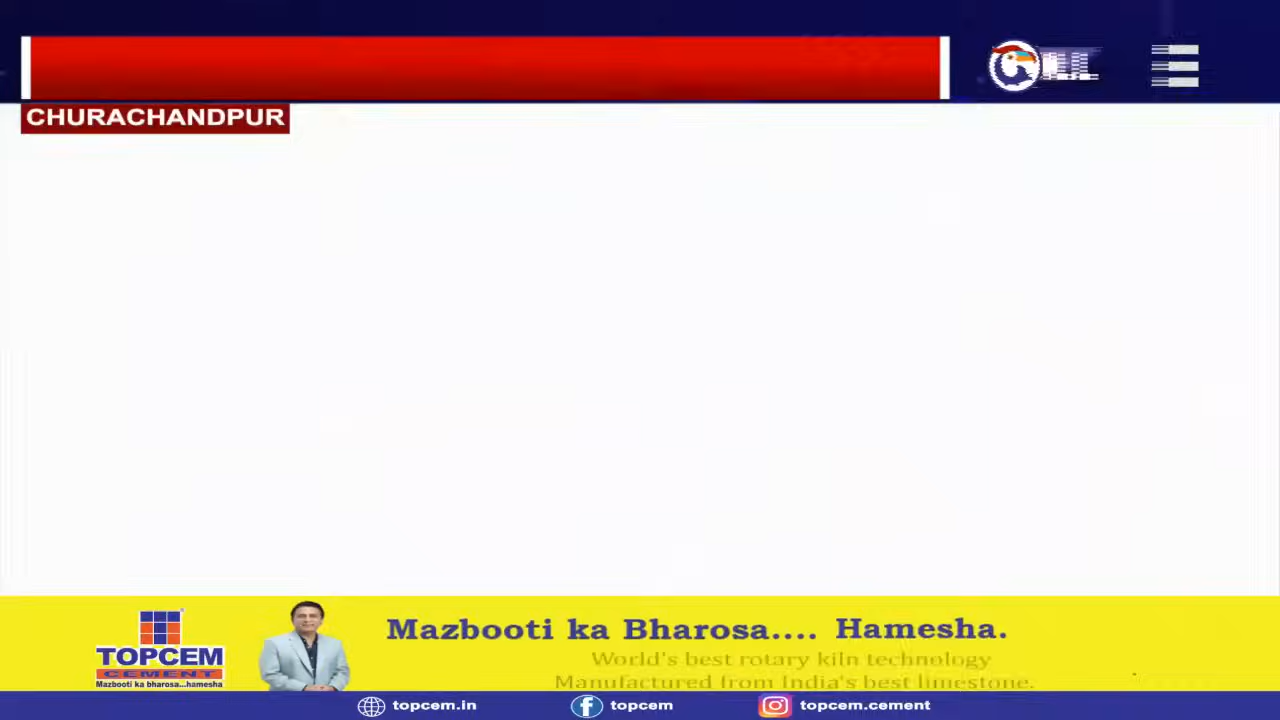 CHURACHANDPUR
Mazbooti ka Bharosa.... Hamesha.
World's best rotary kiln technology
Manufactured from India's best limestone.
TOPCEM
CEMENT
Mazbooti ka bharosa...hamesha
topcem.in
topcem
topcem.cement